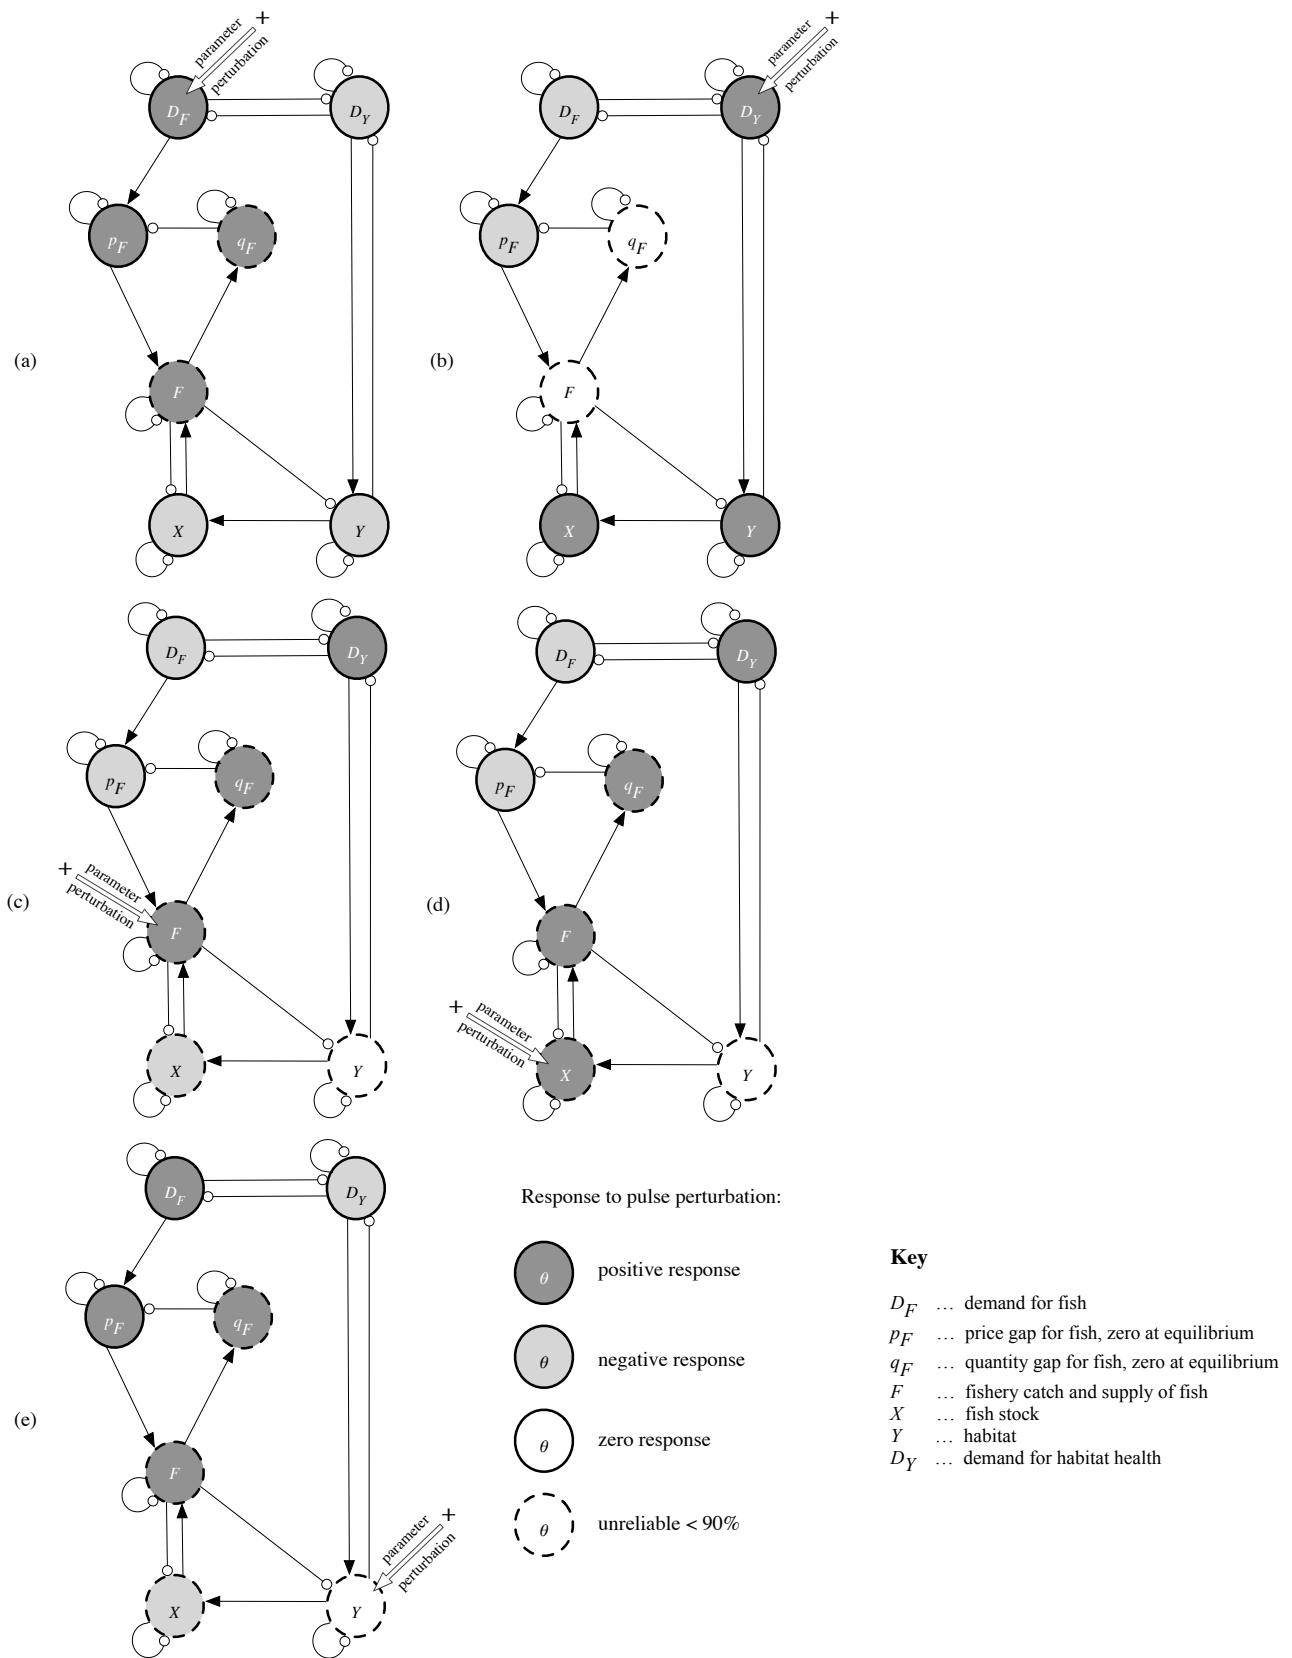 +
parameter
perturbation
D_F
D_Y
p_F
q_F
(a)
F
X
Y
+
parameter
perturbation
D_F
D_Y
p_F
q_F
(b)
F
X
Y
D_F
D_Y
p_F
q_F
+
parameter
perturbation
(c)
F
X
Y
D_F
D_Y
p_F
q_F
(d)
F
+
parameter
perturbation
X
Y
D_F
D_Y
p_F
q_F
(e)
F
+
parameter
perturbation
X
Y
Response to pulse perturbation:
θ positive response
θ negative response
θ zero response
θ unreliable < 90%
Key
D_F … demand for fish
p_F … price gap for fish, zero at equilibrium
q_F … quantity gap for fish, zero at equilibrium
F … fishery catch and supply of fish
X … fish stock
Y … habitat
D_Y … demand for habitat health